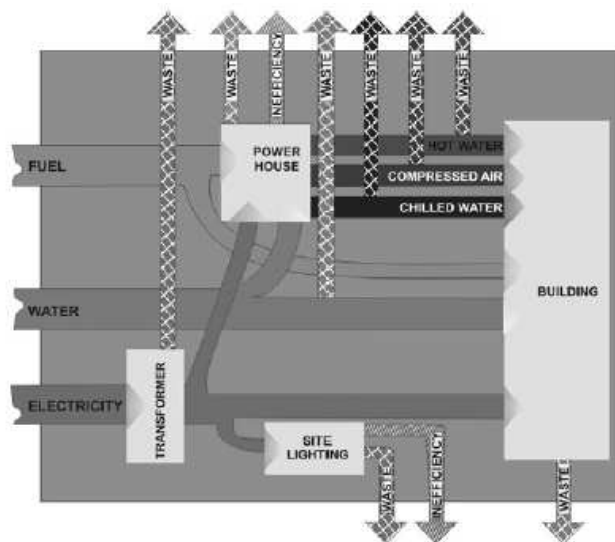 WASTE
WASTE
INEFFICIENCY
WASTE
WASTE
WASTE
WASTE
POWER
HOUSE
HOT WATER
COMPRESSED AIR
CHILLED WATER
FUEL
BUILDING
WATER
TRANSFORMER
ELECTRICITY
SITE
LIGHTING
WASTE
INEFFICIENCY
WASTE